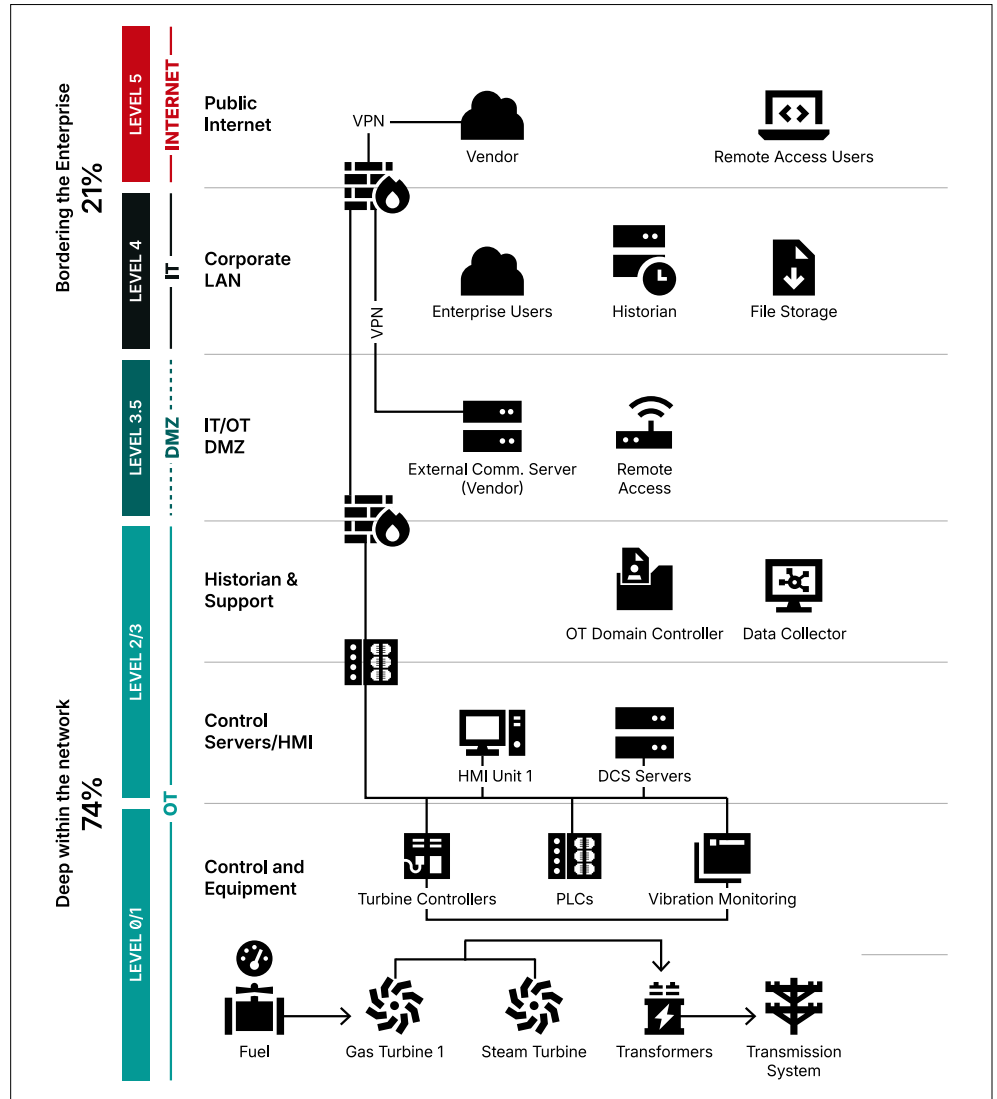 Bordering the Enterprise
21%
Deep within the network
74%
LEVEL 5
INTERNET
Public
Internet
VPN
Vendor
Remote Access Users
LEVEL 4
IT
Corporate
LAN
VPN
Enterprise Users
Historian
File Storage
LEVEL 3.5
DMZ
IT/OT
DMZ
External Comm. Server
(Vendor)
Remote
Access
LEVEL 2/3
OT
Historian &
Support
OT Domain Controller
Data Collector
Control
Servers/HMI
HMI Unit 1
DCS Servers
LEVEL 0/1
Control and
Equipment
Turbine Controllers
PLCs
Vibration Monitoring
Fuel
Gas Turbine 1
Steam Turbine
Transformers
Transmission
System